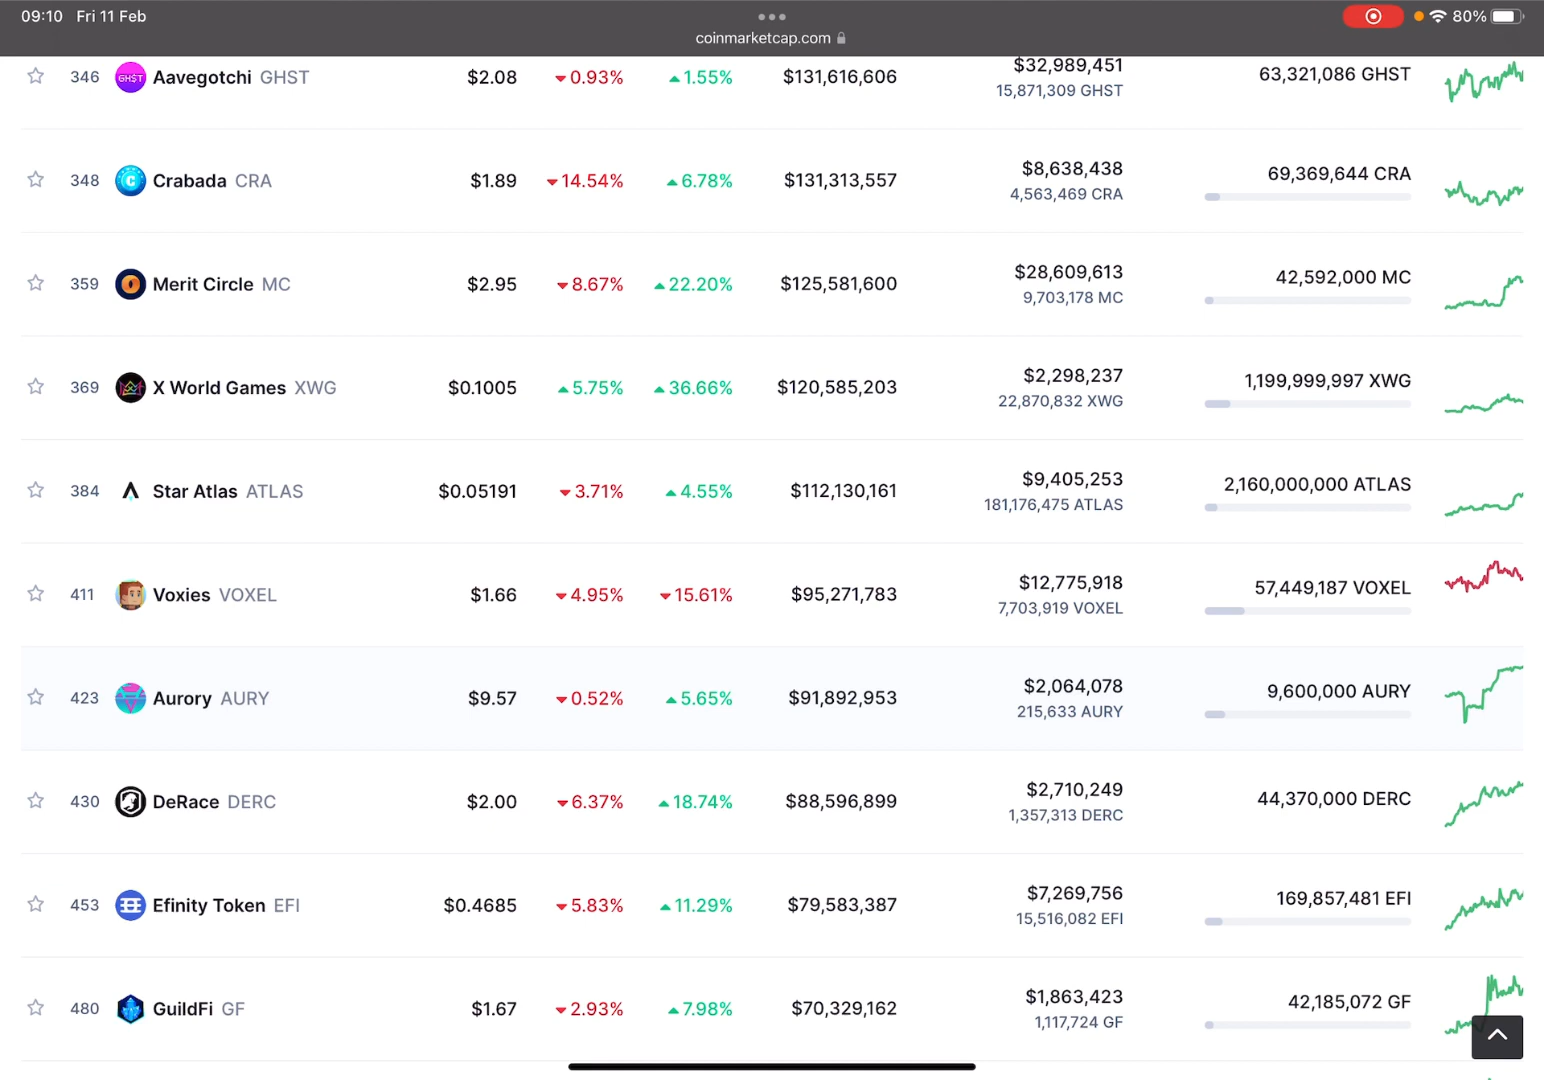 09:10 Fri 11 Feb
80%
coinmarketcap.com
346 GHST Aavegotchi GHST $2.08 0.93% 1.55% $131,616,606 $32,989,451 63,321,086 GHST
15,871,309 GHST
348 Crabada CRA $1.89 14.54% 6.78% $131,313,557 $8,638,438 69,369,644 CRA
4,563,469 CRA
359 Merit Circle MC $2.95 8.67% 22.20% $125,581,600 $28,609,613 42,592,000 MC
9,703,178 MC
369 X World Games XWG $0.1005 5.75% 36.66% $120,585,203 $2,298,237 1,199,999,997 XWG
22,870,832 XWG
384 Star Atlas ATLAS $0.05191 3.71% 4.55% $112,130,161 $9,405,253 2,160,000,000 ATLAS
181,176,475 ATLAS
411 Voxies VOXEL $1.66 4.95% 15.61% $95,271,783 $12,775,918 57,449,187 VOXEL
7,703,919 VOXEL
423 Aurory AURY $9.57 0.52% 5.65% $91,892,953 $2,064,078 9,600,000 AURY
215,633 AURY
430 DeRace DERC $2.00 6.37% 18.74% $88,596,899 $2,710,249 44,370,000 DERC
1,357,313 DERC
453 Efinity Token EFI $0.4685 5.83% 11.29% $79,583,387 $7,269,756 169,857,481 EFI
15,516,082 EFI
480 GuildFi GF $1.67 2.93% 7.98% $70,329,162 $1,863,423 42,185,072 GF
1,117,724 GF